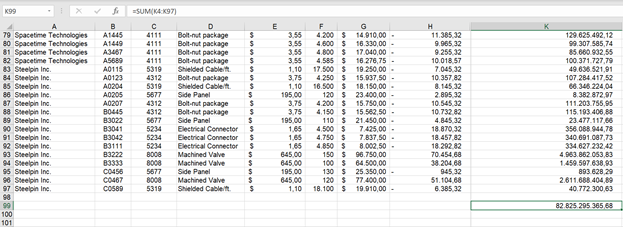 K99 =SUM(K4:K97)
A B C D E F G H K
79 Spacetime Technologies A1445 4111 Bolt-nut package $ 3,55 4.200 $ 14.910,00 - 11.385,32 129.625.492,12
80 Spacetime Technologies A1449 4111 Bolt-nut package $ 3,55 4.600 $ 16.330,00 - 9.965,32 99.307.585,74
81 Spacetime Technologies A3467 4111 Bolt-nut package $ 3,55 4.800 $ 17.040,00 - 9.255,32 85.660.932,55
82 Spacetime Technologies A5689 4111 Bolt-nut package $ 3,55 4.585 $ 16.276,75 - 10.018,57 100.371.727,79
83 Steelpin Inc. A0115 5319 Shielded Cable/ft. $ 1,10 17.500 $ 19.250,00 - 7.045,32 49.636.521,91
84 Steelpin Inc. A0123 4312 Bolt-nut package $ 3,75 4.250 $ 15.937,50 - 10.357,82 107.284.417,52
85 Steelpin Inc. A0204 5319 Shielded Cable/ft. $ 1,10 16.500 $ 18.150,00 - 8.145,32 66.346.224,04
86 Steelpin Inc. A0205 5677 Side Panel $ 195,00 120 $ 23.400,00 - 2.895,32 8.382.872,97
87 Steelpin Inc. A0207 4312 Bolt-nut package $ 3,75 4.200 $ 15.750,00 - 10.545,32 111.203.755,95
88 Steelpin Inc. B0445 4312 Bolt-nut package $ 3,75 4.150 $ 15.562,50 - 10.732,82 115.193.406,88
89 Steelpin Inc. B3022 5677 Side Panel $ 195,00 110 $ 21.450,00 - 4.845,32 23.477.117,66
90 Steelpin Inc. B3041 5234 Electrical Connector $ 1,65 4.500 $ 7.425,00 - 18.870,32 356.088.944,78
91 Steelpin Inc. B3042 5234 Electrical Connector $ 1,65 4.750 $ 7.837,50 - 18.457,82 340.691.087,73
92 Steelpin Inc. B3111 5234 Electrical Connector $ 1,65 4.850 $ 8.002,50 - 18.292,82 334.627.232,42
93 Steelpin Inc. B3222 8008 Machined Valve $ 645,00 150 $ 96.750,00 70.454,68 4.963.862.053,83
94 Steelpin Inc. B3333 8008 Machined Valve $ 645,00 100 $ 64.500,00 38.204,68 1.459.597.638,93
95 Steelpin Inc. C0456 5677 Side Panel $ 195,00 130 $ 25.350,00 - 945,32 893.628,29
96 Steelpin Inc. C0467 8008 Machined Valve $ 645,00 120 $ 77.400,00 51.104,68 2.611.688.404,89
97 Steelpin Inc. C0589 5319 Shielded Cable/ft. $ 1,10 18.100 $ 19.910,00 - 6.385,32 40.772.300,63
98
99 82.825.295.365,68
100
101